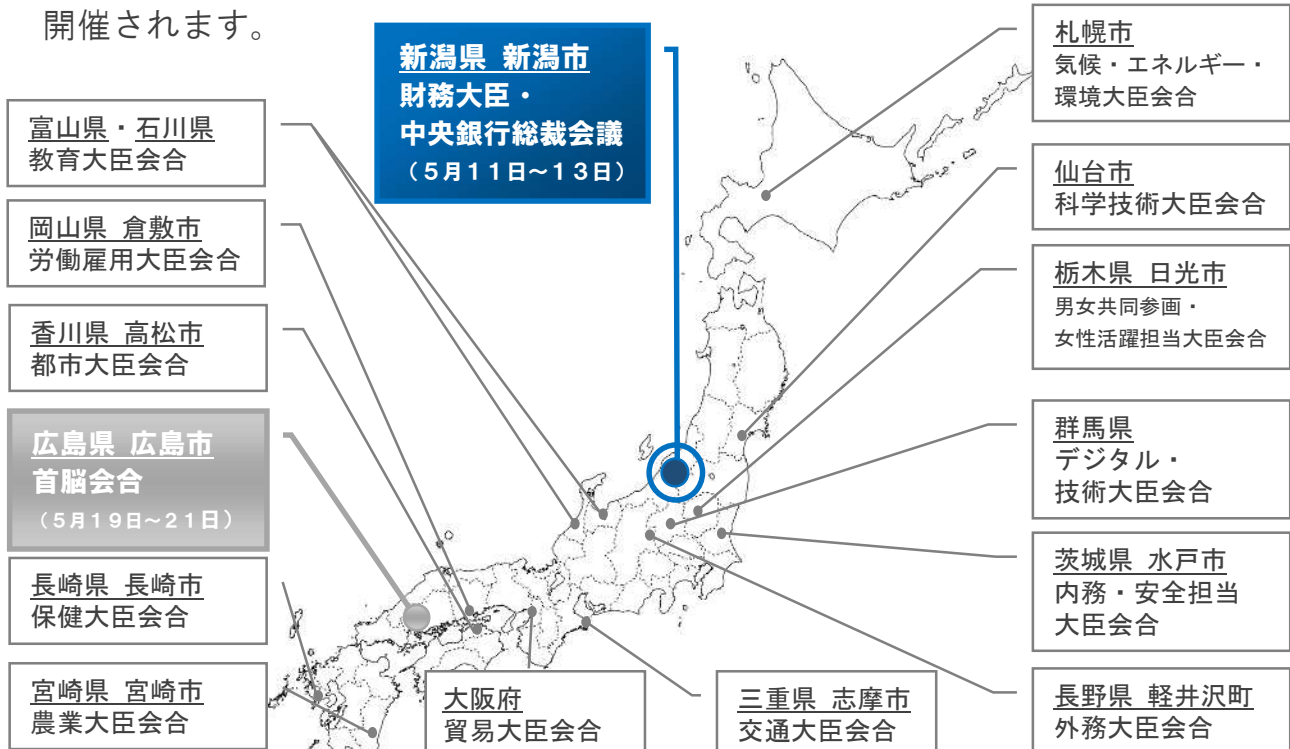 開催されます。
新潟県 新潟市
財務大臣・
中央銀行総裁会議
（５月１１日～１３日）
富山県・石川県
教育大臣会合
岡山県 倉敷市
労働雇用大臣会合
香川県 高松市
都市大臣会合
広島県 広島市
首脳会合
（５月１９日～２１日）
長崎県 長崎市
保健大臣会合
宮崎県 宮崎市
農業大臣会合
大阪府
貿易大臣会合
三重県 志摩市
交通大臣会合
札幌市
気候・エネルギー・
環境大臣会合
仙台市
科学技術大臣会合
栃木県 日光市
男女共同参画・
女性活躍担当大臣会合
群馬県
デジタル・
技術大臣会合
茨城県 水戸市
内務・安全担当
大臣会合
長野県 軽井沢町
外務大臣会合